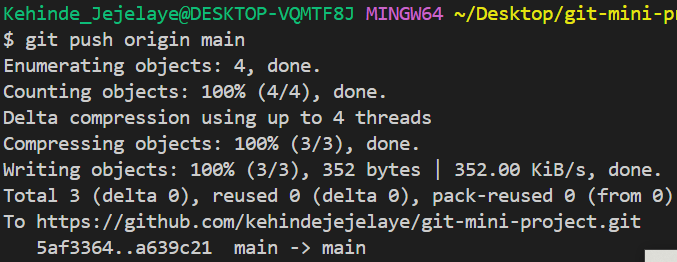 Kehinde_Jejelaye@DESKTOP-VQMTF8J MINGW64 ~/Desktop/git-mini-pr
$ git push origin main
Enumerating objects: 4, done.
Counting objects: 100% (4/4), done.
Delta compression using up to 4 threads
Compressing objects: 100% (3/3), done.
Writing objects: 100% (3/3), 352 bytes | 352.00 KiB/s, done.
Total 3 (delta 0), reused 0 (delta 0), pack-reused 0 (from 0)
To https://github.com/kehindejejelaye/git-mini-project.git
   5af3364..a639c21  main -> main